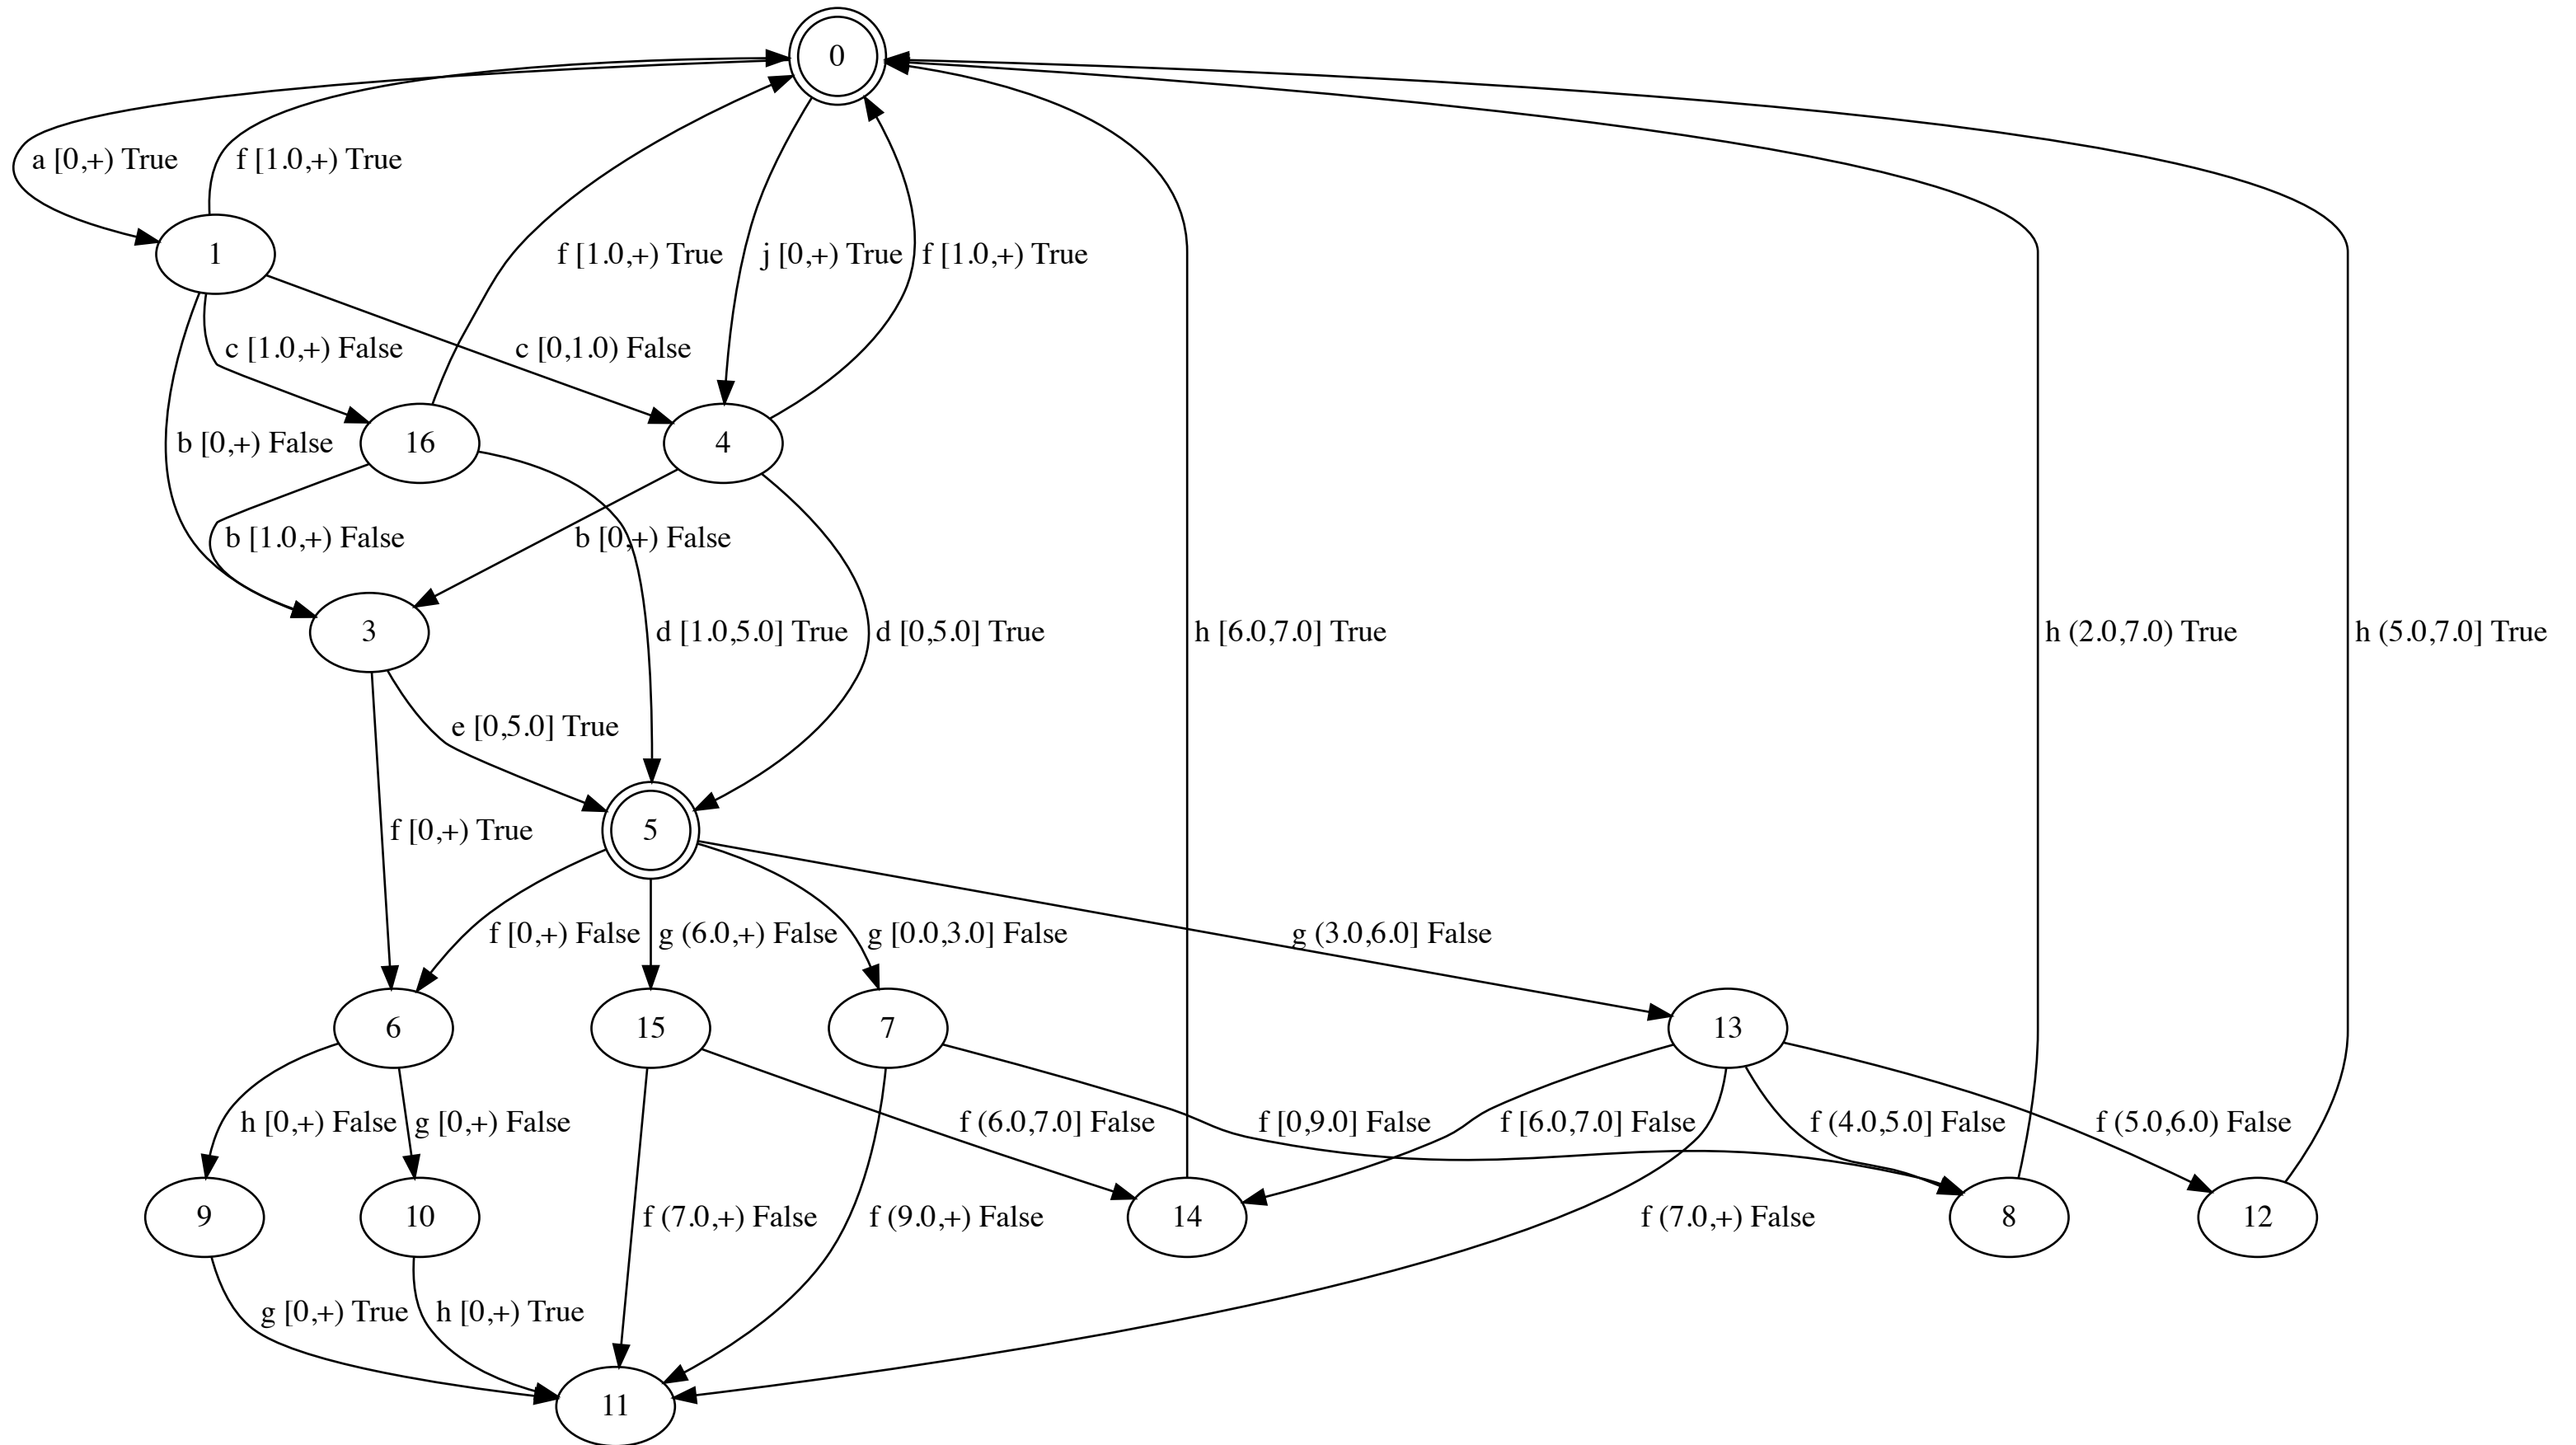 0
a [0,+) True
f [1.0,+) True
1
f [1.0,+) True
j [0,+) True
f [1.0,+) True
c [1.0,+) False
c [0,1.0) False
b [0,+) False
16
4
b [1.0,+) False
b [0,+) False
3
d [1.0,5.0] True
d [0,5.0] True
h [6.0,7.0] True
h (2.0,7.0) True
h (5.0,7.0] True
e [0,5.0] True
f [0,+) True
5
f [0,+) False
g (6.0,+) False
g [0.0,3.0] False
g (3.0,6.0] False
6
15
7
13
h [0,+) False
g [0,+) False
f (6.0,7.0] False
f [0,9.0] False
f [6.0,7.0] False
f (4.0,5.0] False
f (5.0,6.0) False
9
10
f (7.0,+) False
f (9.0,+) False
14
f (7.0,+) False
8
12
g [0,+) True
h [0,+) True
11